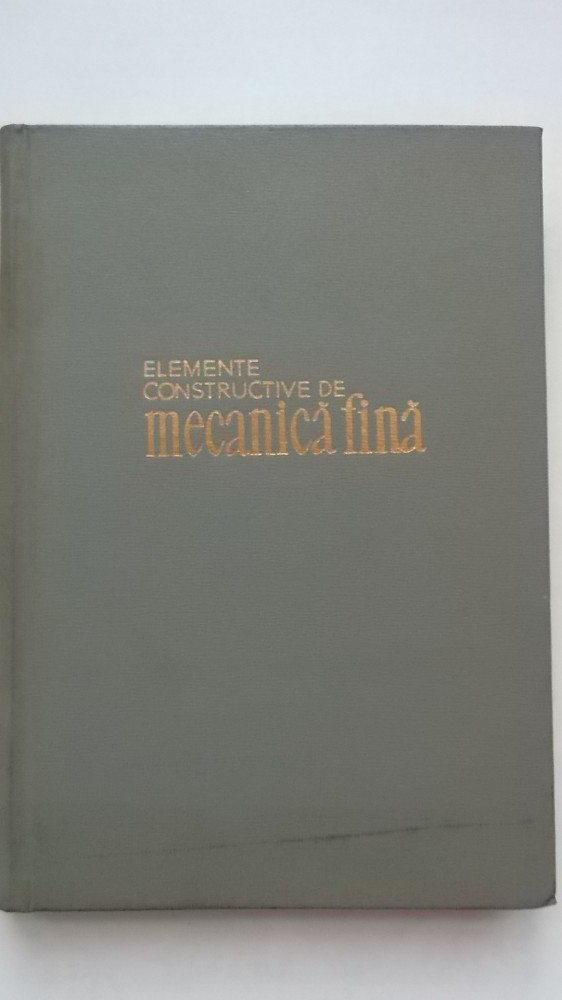 ELEMENTE
CONSTRUCTIVE DE
mecanică fină